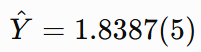 Ŷ = 1.8387(5)